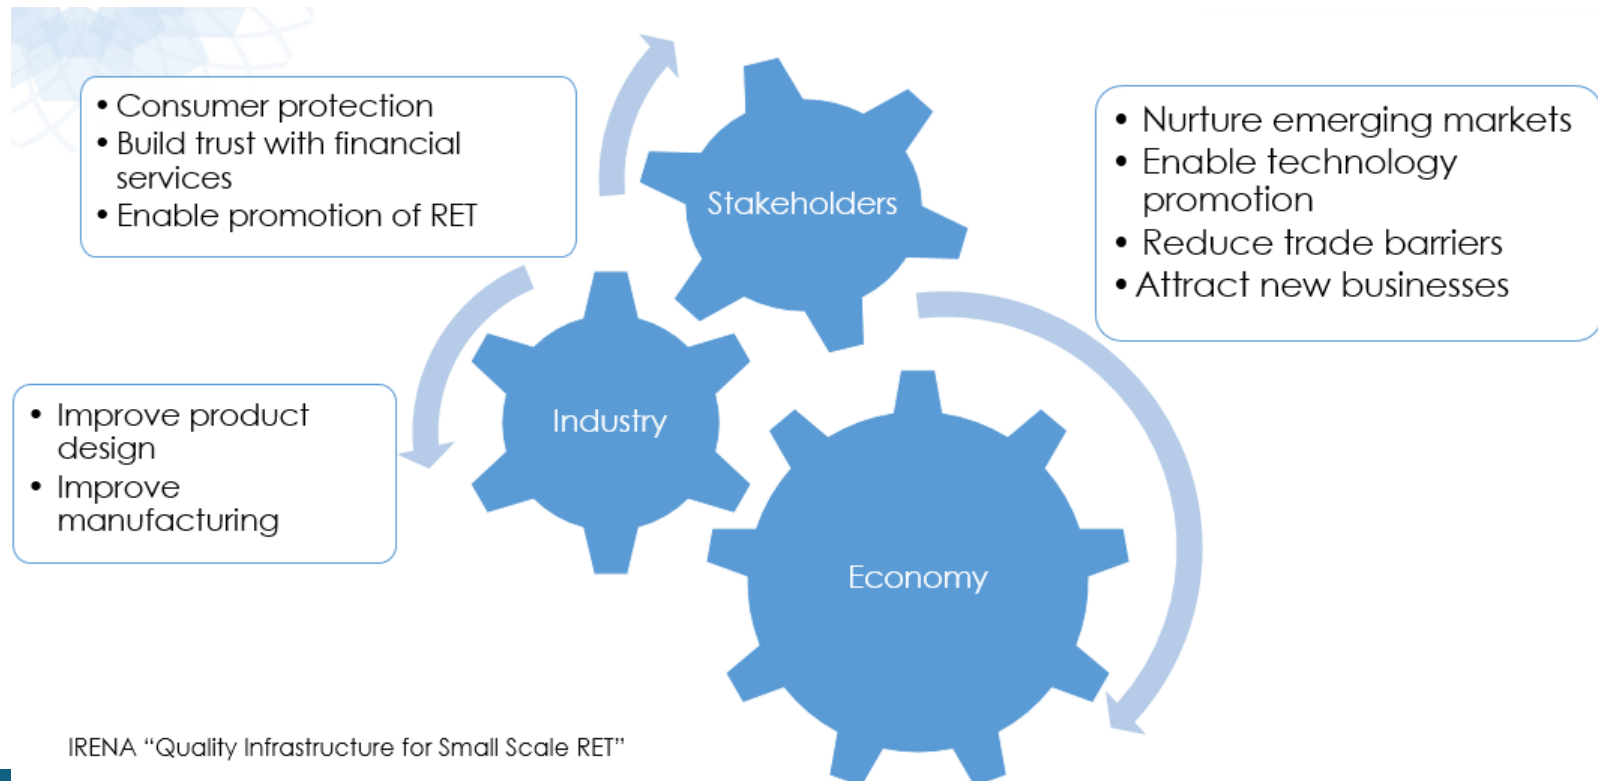 • Consumer protection
• Build trust with financial
services
• Enable promotion of RET
Stakeholders
• Nurture emerging markets
• Enable technology
promotion
• Reduce trade barriers
• Attract new businesses
• Improve product
design
• Improve
manufacturing
Industry
Economy
IRENA “Quality Infrastructure for Small Scale RET”